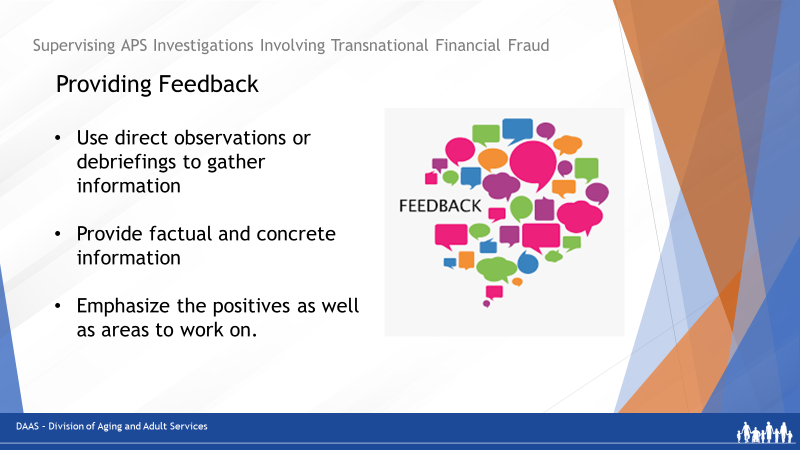 Supervising APS Investigations Involving Transnational Financial Fraud
Providing Feedback
• Use direct observations or
debriefings to gather
information
• Provide factual and concrete
information
• Emphasize the positives as well
as areas to work on.
FEEDBACK
DAAS – Division of Aging and Adult Services